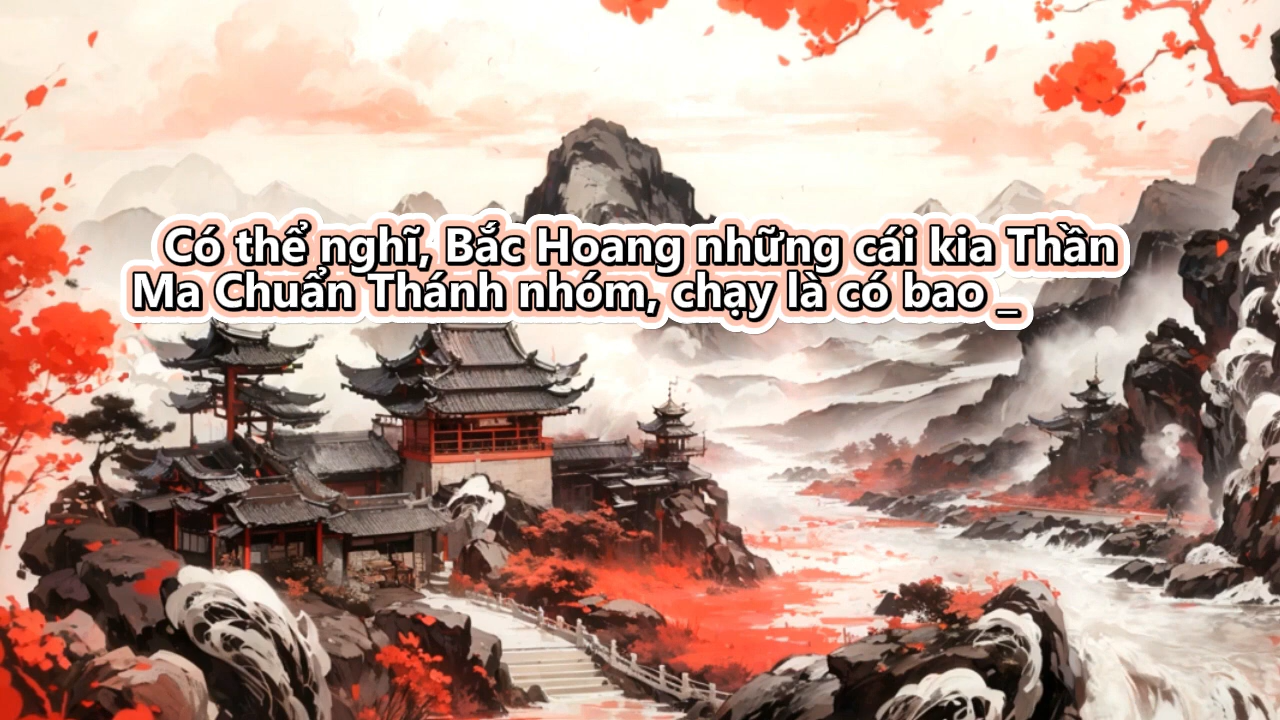 Có thể nghĩ, Bắc Hoang những cái kia Thần
Ma Chuẩn Thánh nhóm, chạy là có bao _